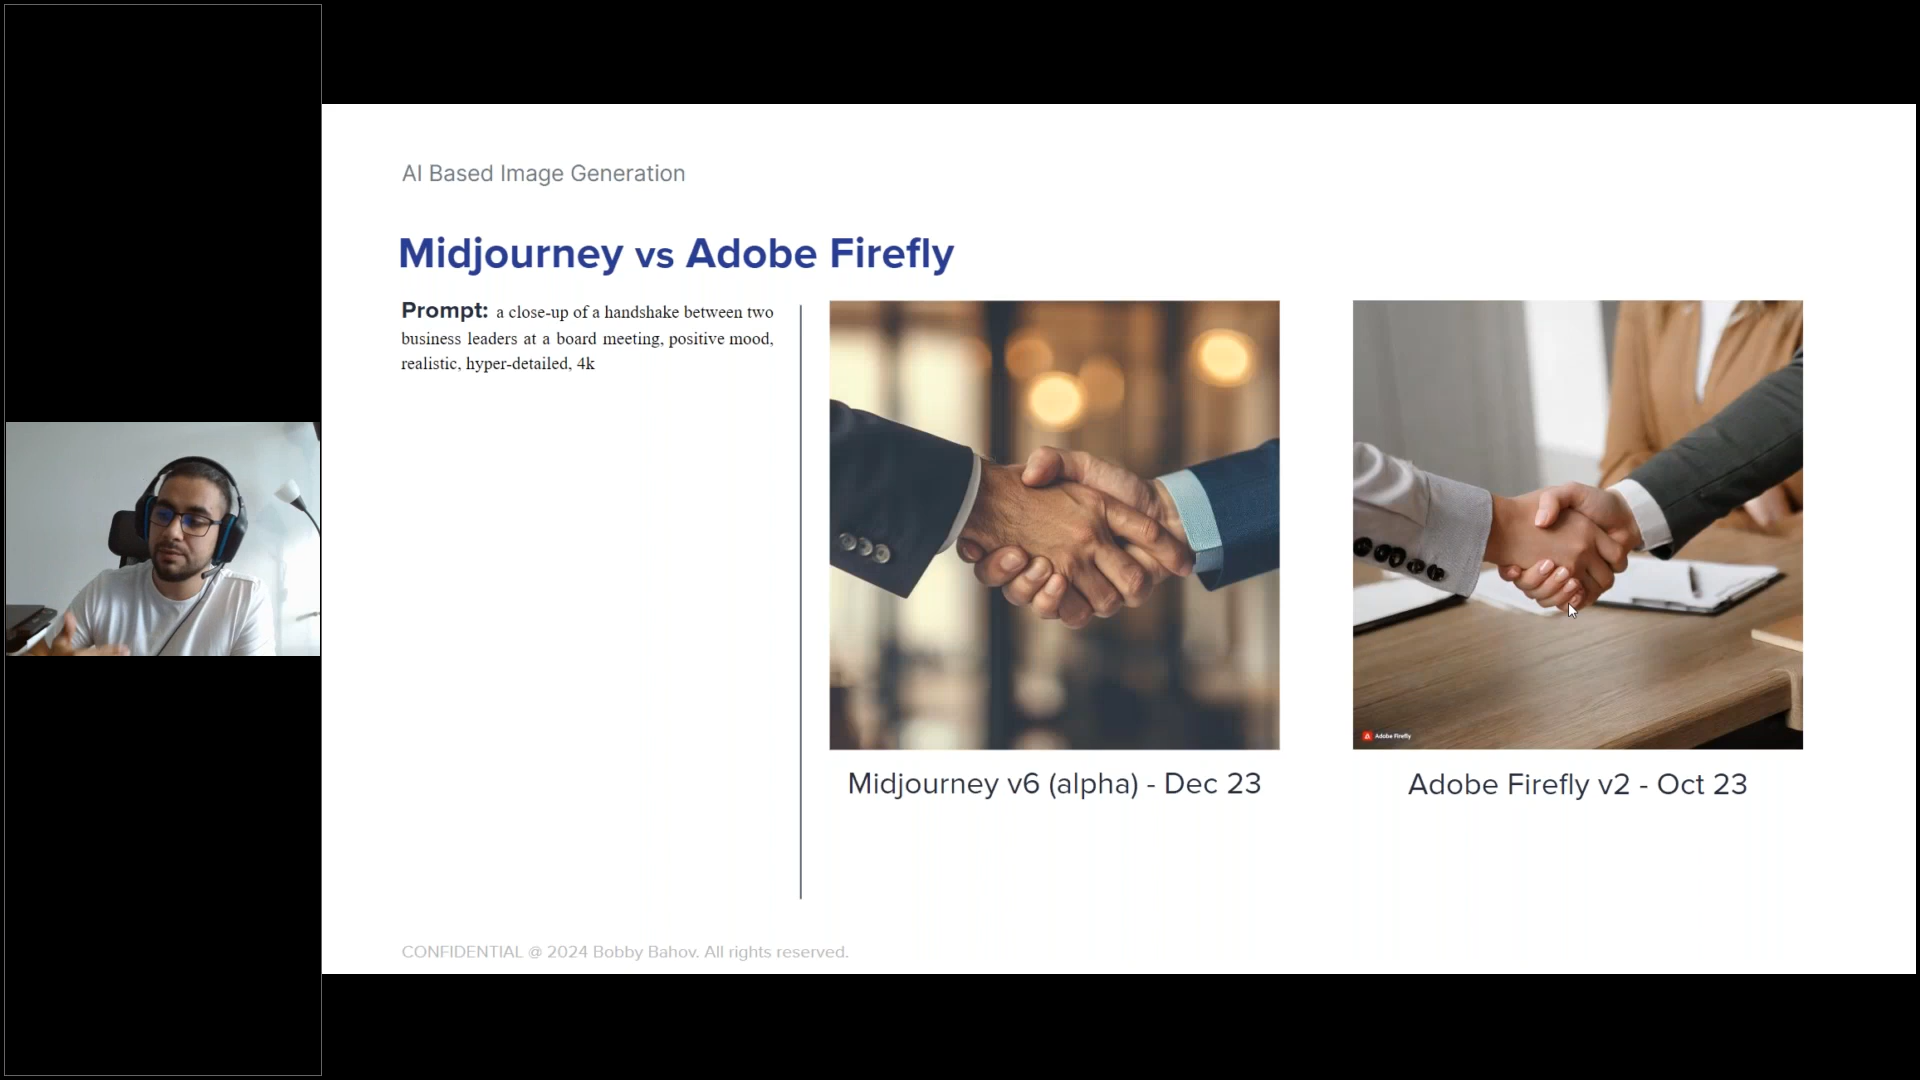 AI Based Image Generation
Midjourney vs Adobe Firefly
Prompt: a close-up of a handshake between two
business leaders at a board meeting, positive mood,
realistic, hyper-detailed, 4k
Adobe Firefly
Midjourney v6 (alpha) - Dec 23
Adobe Firefly v2 - Oct 23
CONFIDENTIAL @ 2024 Bobby Bahov. All rights reserved.